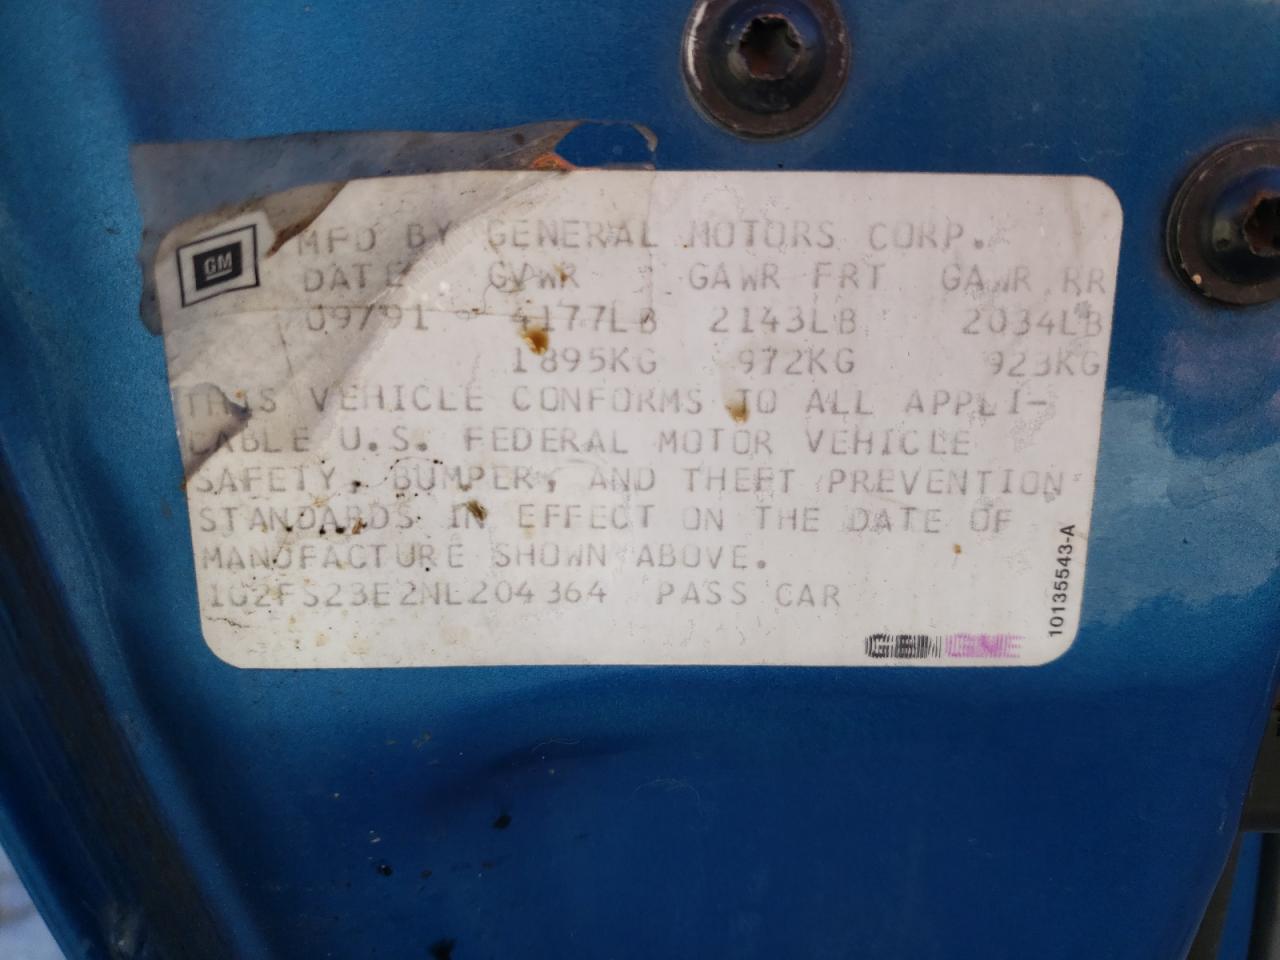 GM
MFD BY GENERAL MOTORS CORP.
DATE GVWR GAWR FRT GAWR RR
09/91 4177LB 2143LB 2034LB
1895KG 972KG 923KG
THIS VEHICLE CONFORMS TO ALL APPLI-
CABLE U.S. FEDERAL MOTOR VEHICLE
SAFETY, BUMPER, AND THEFT PREVENTION
STANDARDS IN EFFECT ON THE DATE OF
MANUFACTURE SHOWN ABOVE.
1G2FS23E2NL204364 PASS CAR
10135543-A